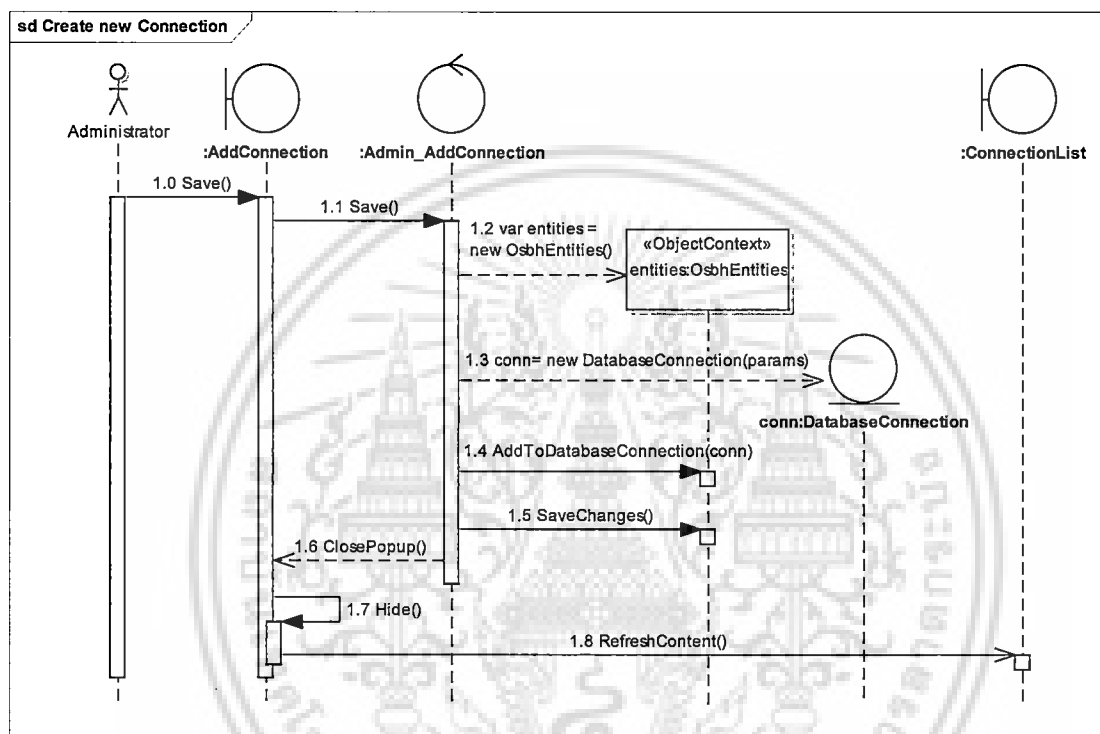 sd Create new Connection
Administrator
:AddConnection
:Admin_AddConnection
:ConnectionList
1.0 Save()
1.1 Save()
1.2 var entities =
new OsbhEntities()
«ObjectContext»
entities:OsbhEntities
1.3 conn= new DatabaseConnection(params)
conn:DatabaseConnection
1.4 AddToDatabaseConnection(conn)
1.5 SaveChanges()
1.6 ClosePopup()
1.7 Hide()
1.8 RefreshContent()